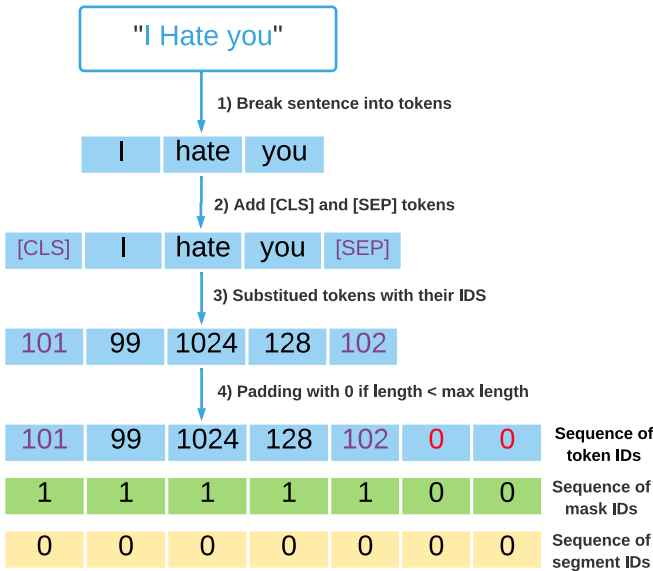 "I Hate you"
1) Break sentence into tokens
I hate you
2) Add [CLS] and [SEP] tokens
[CLS] I hate you [SEP]
3) Substitued tokens with their IDS
101 99 1024 128 102
4) Padding with 0 if length < max length
101 99 1024 128 102 0 0
Sequence of
token IDs
1 1 1 1 1 0 0
Sequence of
mask IDs
0 0 0 0 0 0 0
Sequence of
segment IDs